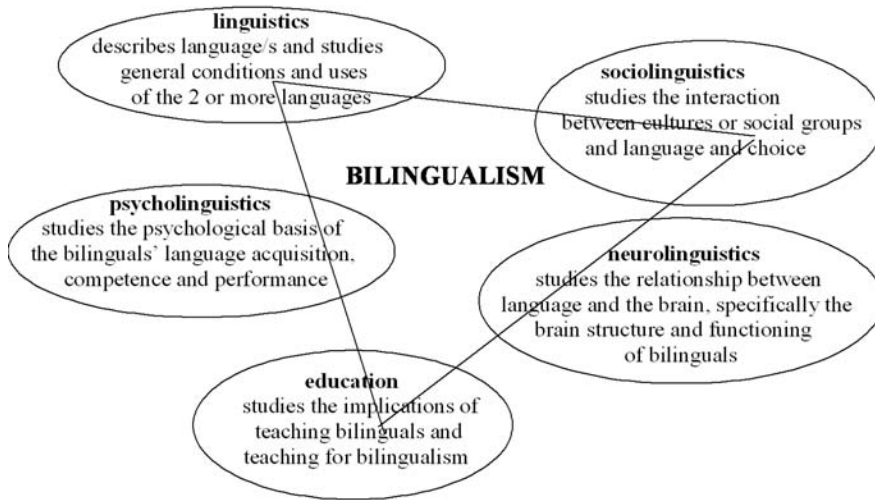 linguistics
describes language/s and studies
general conditions and uses
of the 2 or more languages
sociolinguistics
studies the interaction
between cultures or social groups
and language and choice
BILINGUALISM
psycholinguistics
studies the psychological basis of
the bilinguals' language acquisition,
competence and performance
neurolinguistics
studies the relationship between
language and the brain, specifically the
brain structure and functioning
of bilinguals
education
studies the implications of
teaching bilinguals and
teaching for bilingualism